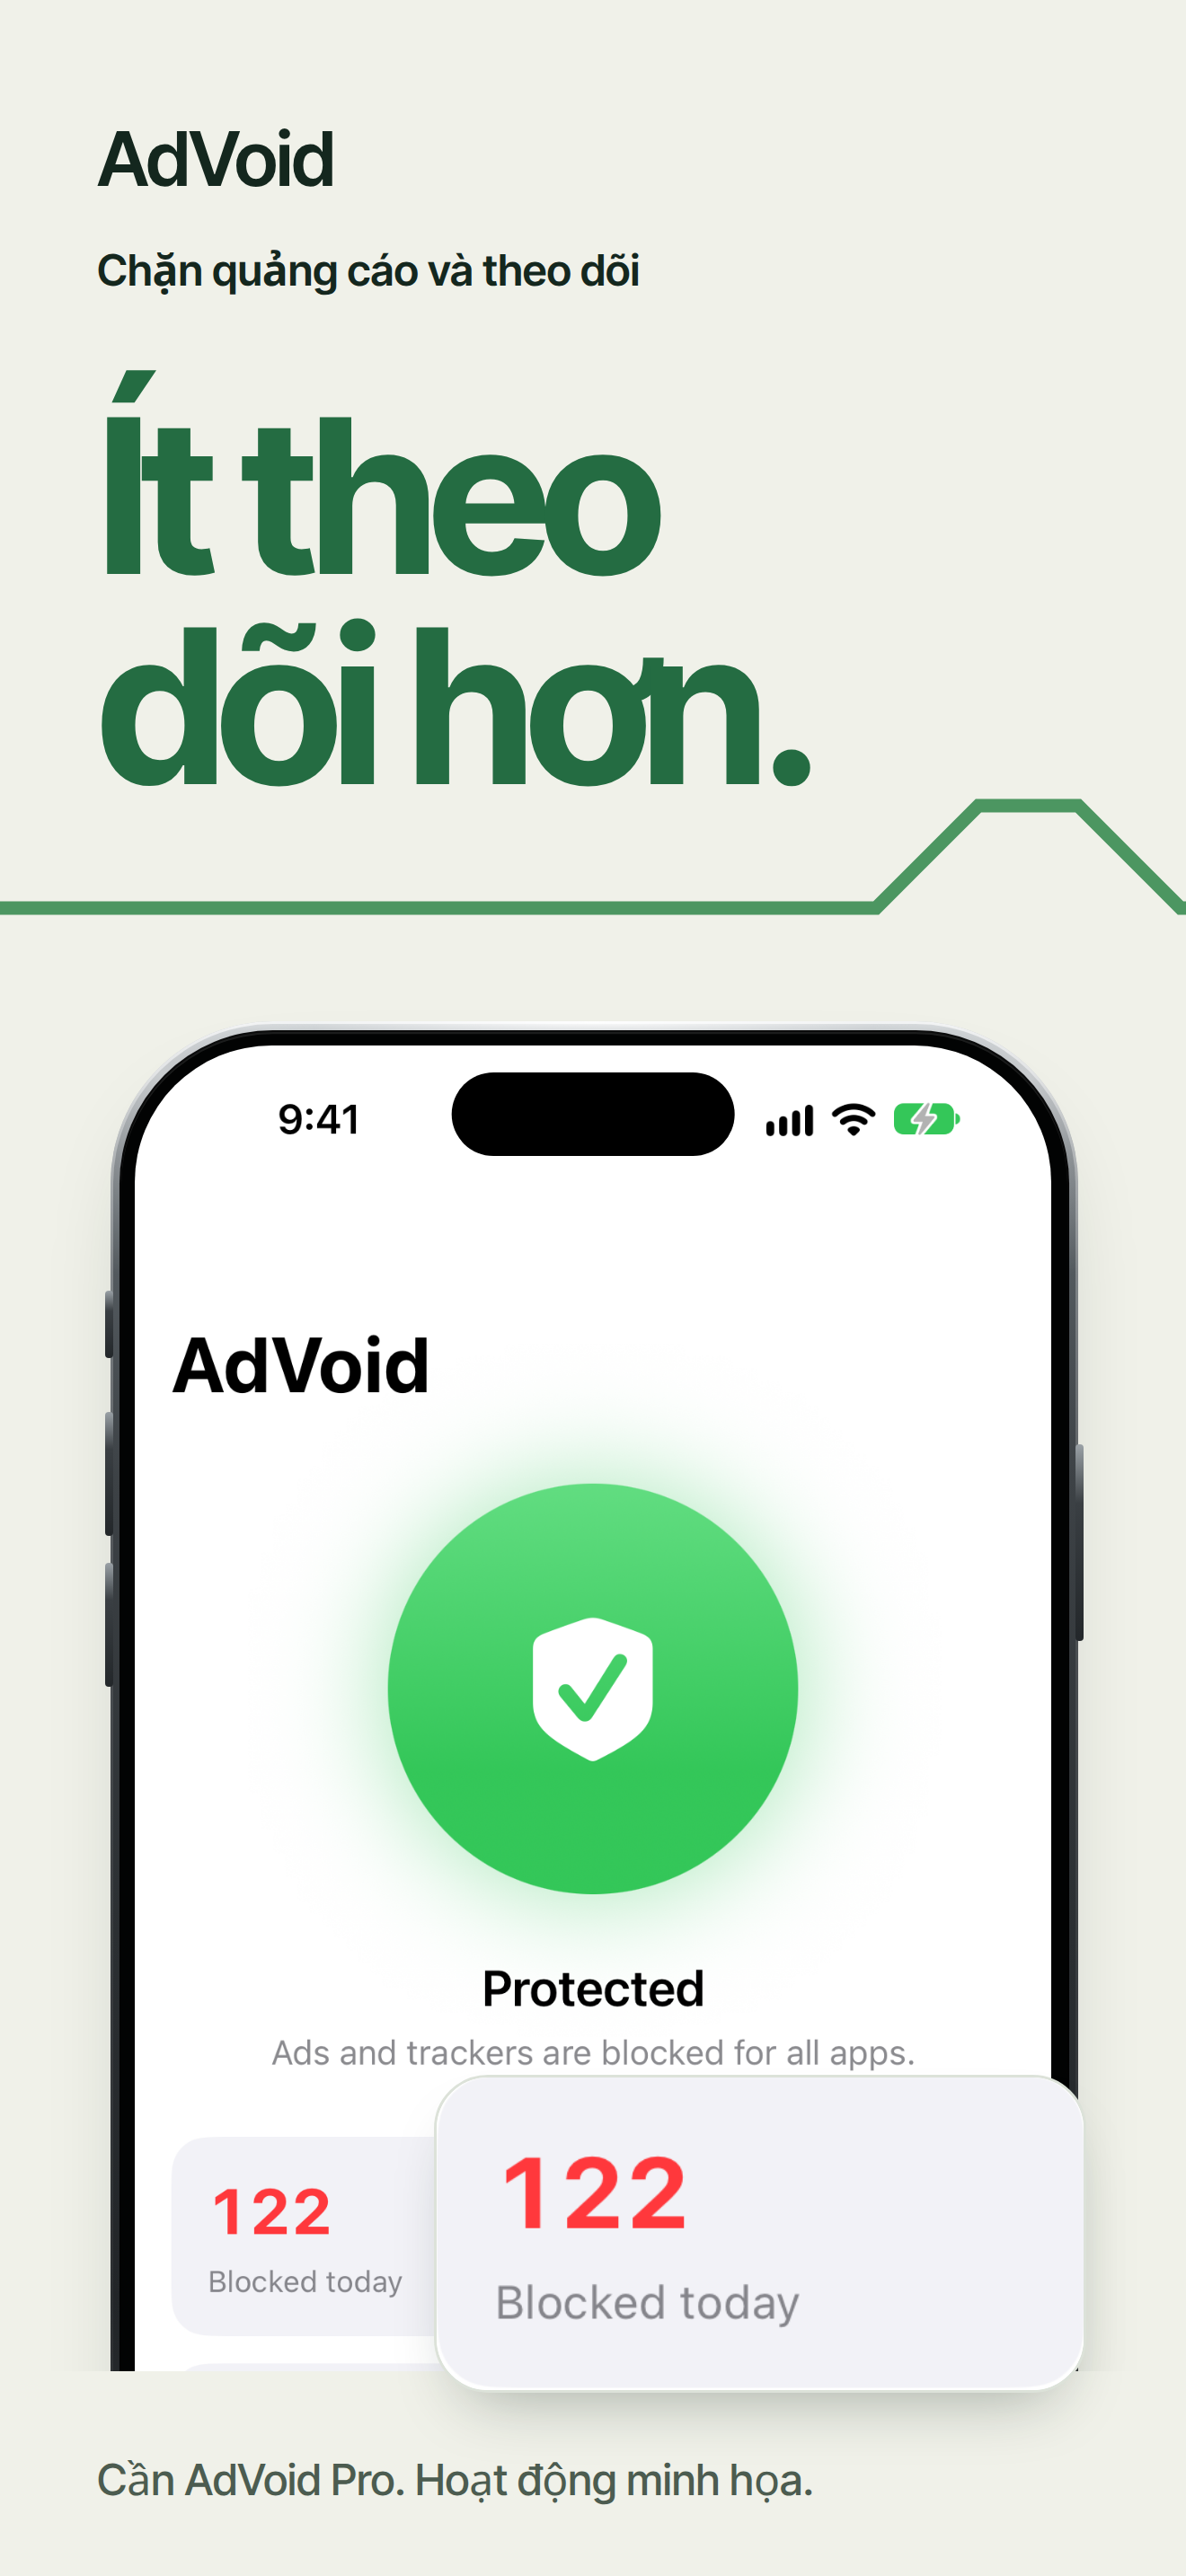 AdVoid
Chặn quảng cáo và theo dõi
Ít theo
dõi hơn.
9:41
AdVoid
Protected
Ads and trackers are blocked for all apps.
122
Blocked today
122
Blocked today
Cần AdVoid Pro. Hoạt động minh họa.